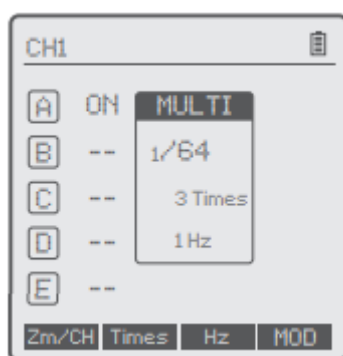 CH1
A ON MULTI
B -- 1/64
C -- 3 Times
D -- 1 Hz
E --
Zm/CH Times Hz MOD